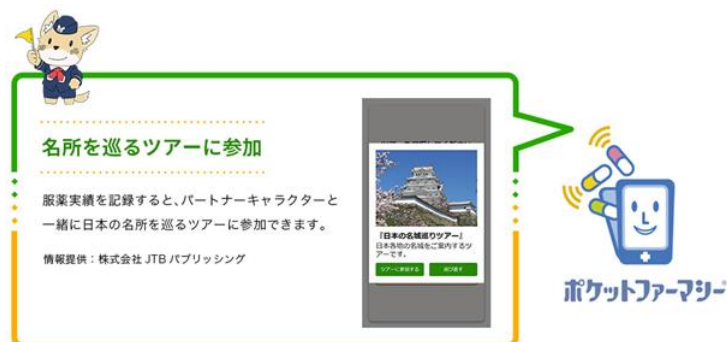 名所を巡るツアーに参加
服薬実績を記録すると、パートナーキャラクターと
一緒に日本の名所を巡るツアーに参加できます。
情報提供：株式会社 JTB パブリッシング
『日本の名城巡りツアー』
日本各地の名城をご案内するツ
アーです。
ツアーに参加する
選び直す
ポケットファーマシー